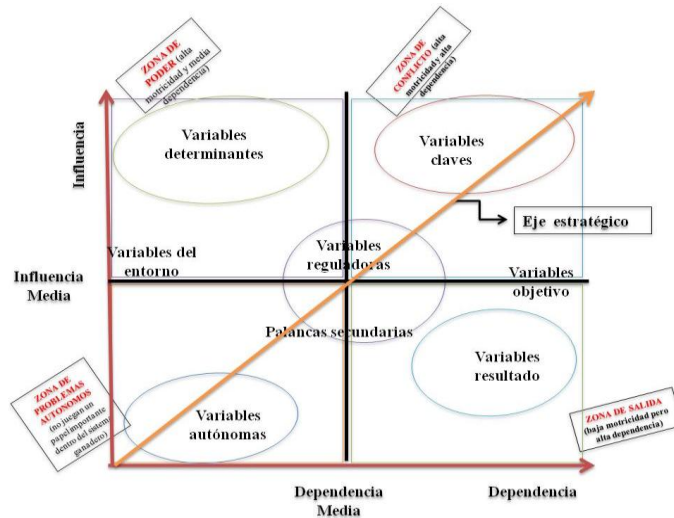 ZONA DE
PODER (alta
motricidad y media
dependencia)
ZONA DE
CONFLICTO (alta
motricidad y alta
dependencia)
Influencia
Variables
determinantes
Variables
claves
Eje estratégico
Variables del
entorno
Variables
reguladoras
Variables
objetivo
Influencia
Media
Palancas secundarias
Variables
resultado
ZONA DE
PROBLEMAS
AUTONOMOS
(no juegan un
papel importante
dentro del sistem
ganadero)
Variables
autónomas
ZONA DE SALIDA
(baja motricidad pero
alta dependencia)
Dependencia
Media
Dependencia